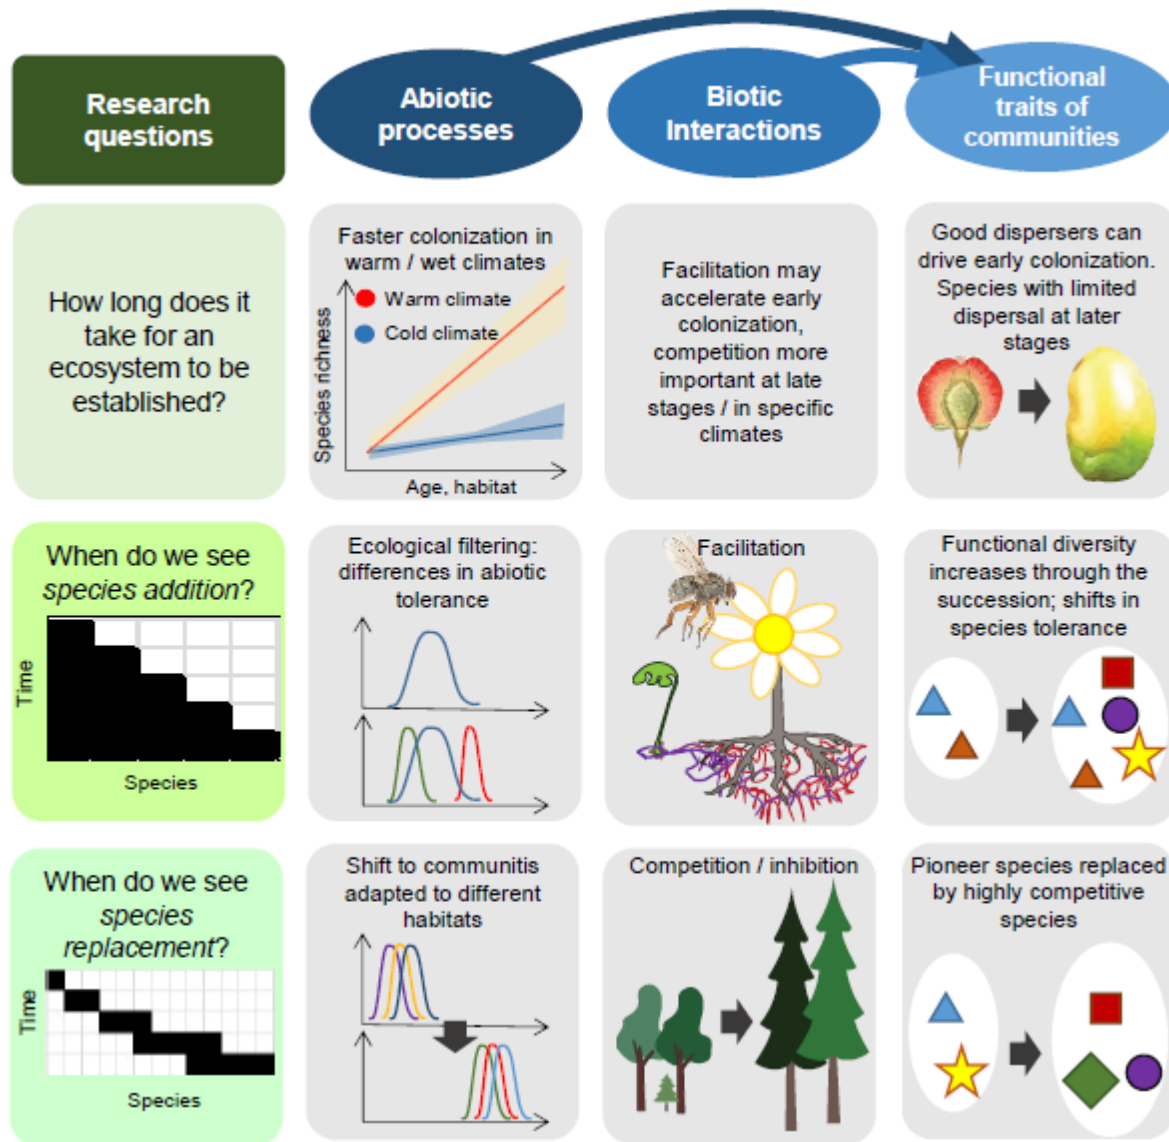 Research
questions
Abiotic
processes
Biotic
Interactions
Functional
traits of
communities
How long does it
take for an
ecosystem to be
established?
Faster colonization in
warm / wet climates
Warm climate
Cold climate
Species richness
Age, habitat
Facilitation may
accelerate early
colonization,
competition more
important at late
stages / in specific
climates
Good dispersers can
drive early colonization.
Species with limited
dispersal at later
stages
When do we see
species addition?
Time
Species
Ecological filtering:
differences in abiotic
tolerance
Facilitation
Functional diversity
increases through the
succession; shifts in
species tolerance
When do we see
species
replacement?
Time
Species
Shift to communitis
adapted to different
habitats
Competition / inhibition
Pioneer species replaced
by highly competitive
species